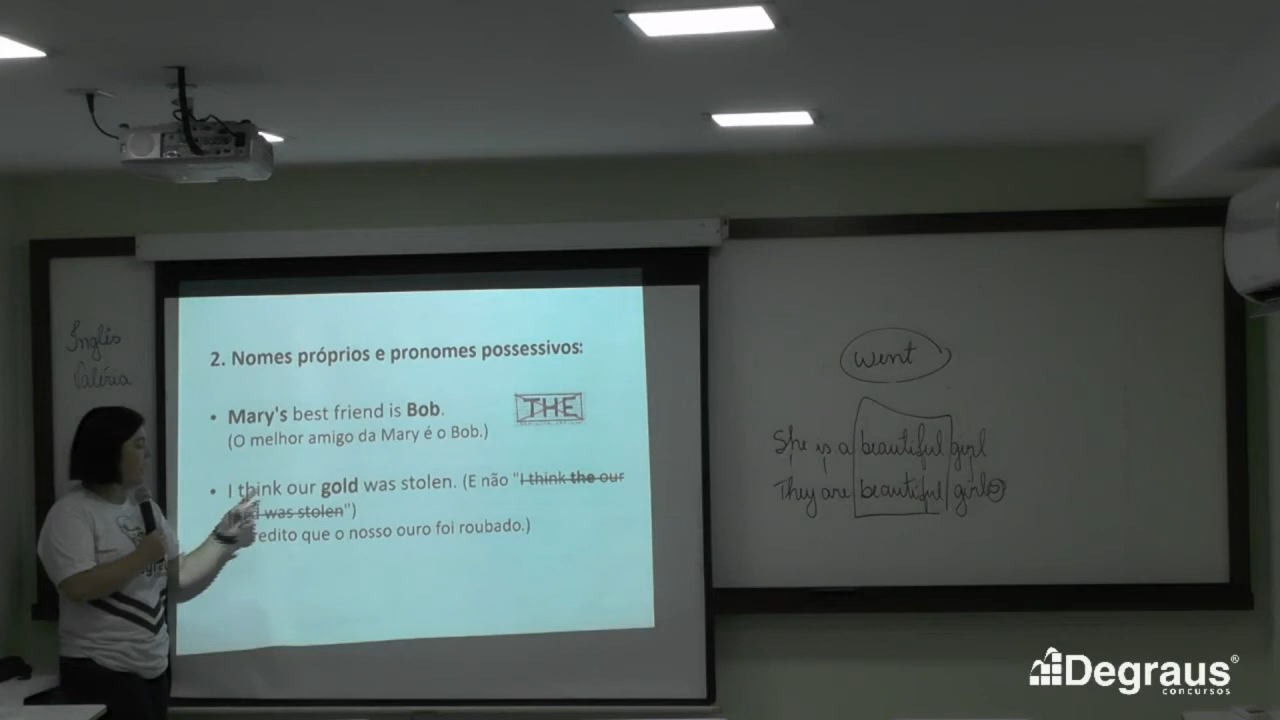 Inglês
Valéria
2. Nomes próprios e pronomes possessivos:
• Mary's best friend is Bob.
(O melhor amigo da Mary é o Bob.)
THE
• I think our gold was stolen. (E não "I think the our
was stolen")
redito que o nosso ouro foi roubado.)
went
She is a beautiful girl
They are beautiful girls
Degraus®
concursos